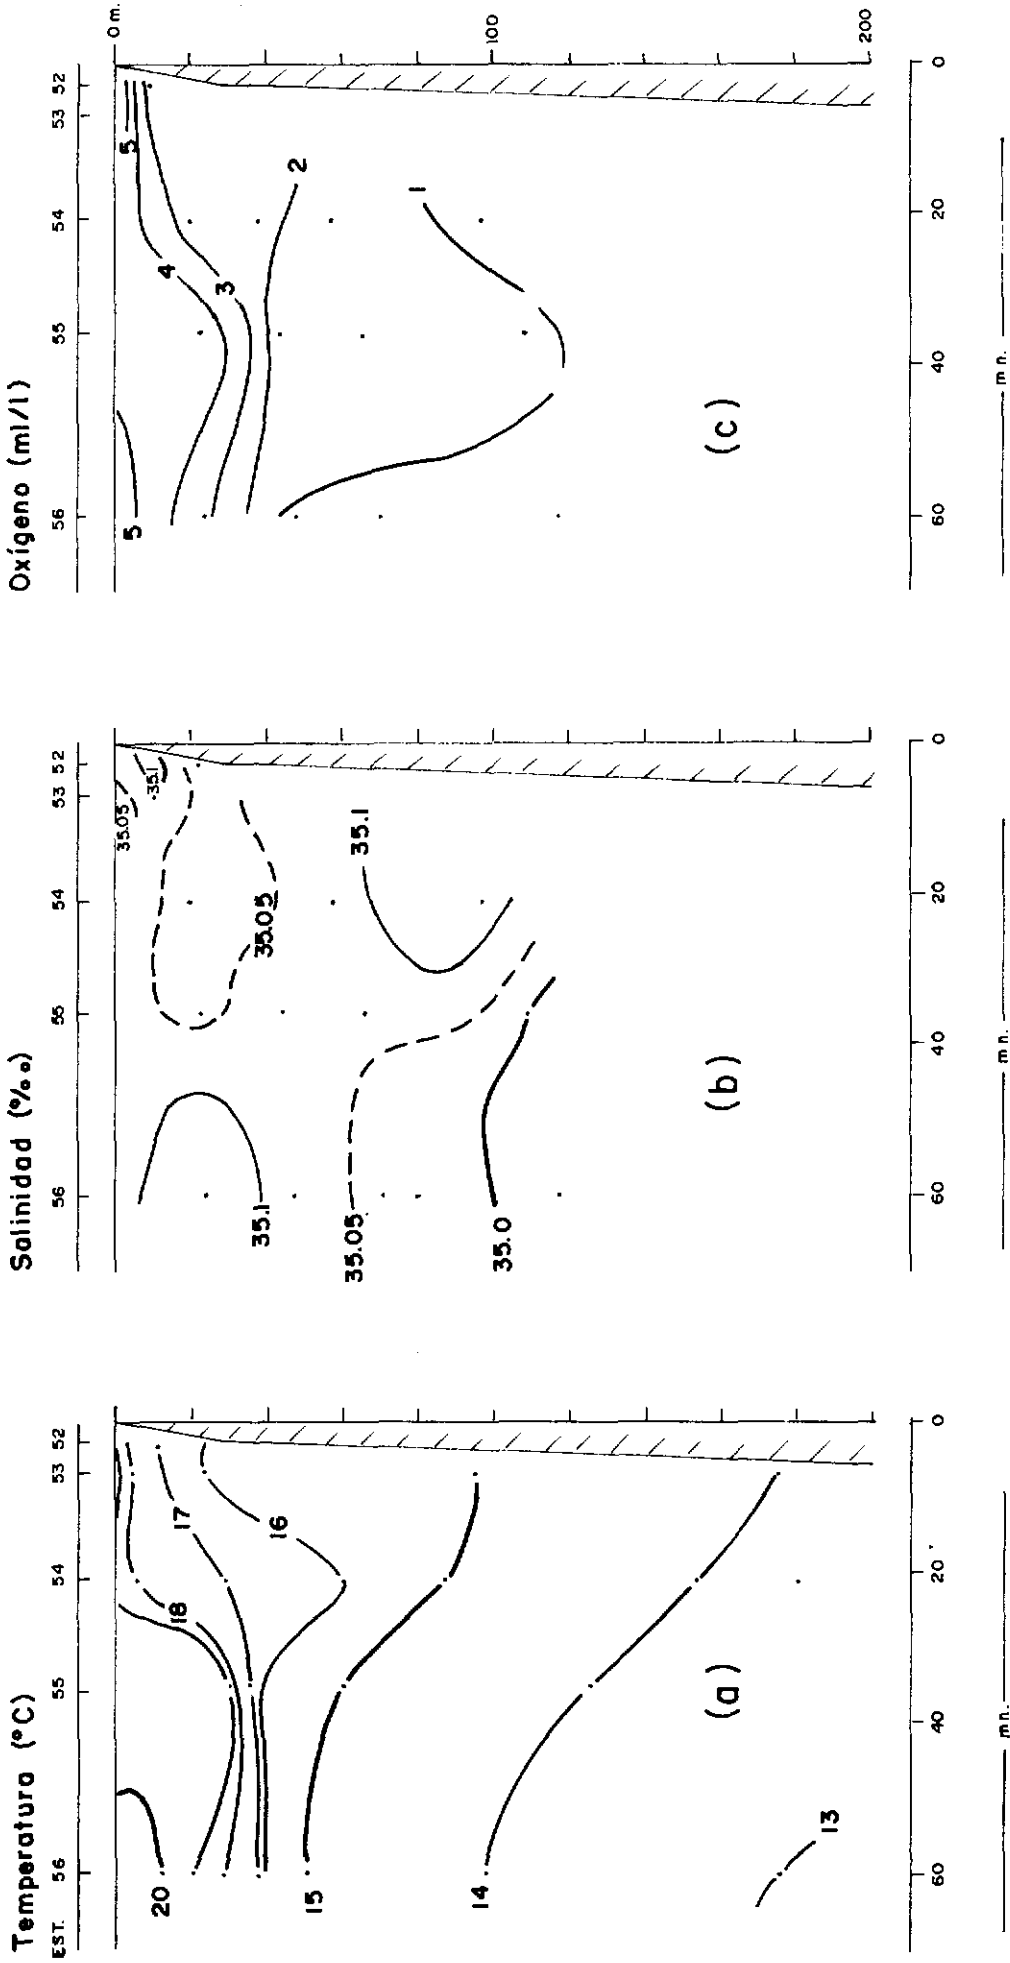 Temperatura (°C)
EST. 56 55 54 53 52
20
18
17
16
15
14
13
(a)
60 40 20 0
m n.
Salinidad (‰)
56 55 54 53 52
35.05
35.1
35.05
35.1
35.1
35.05
35.0
(b)
60 40 20 0
m n.
Oxígeno (ml/l)
56 55 54 53 52
0 m.
100
200
5
5
4
3
2
1
(c)
60 40 20 0
m n.